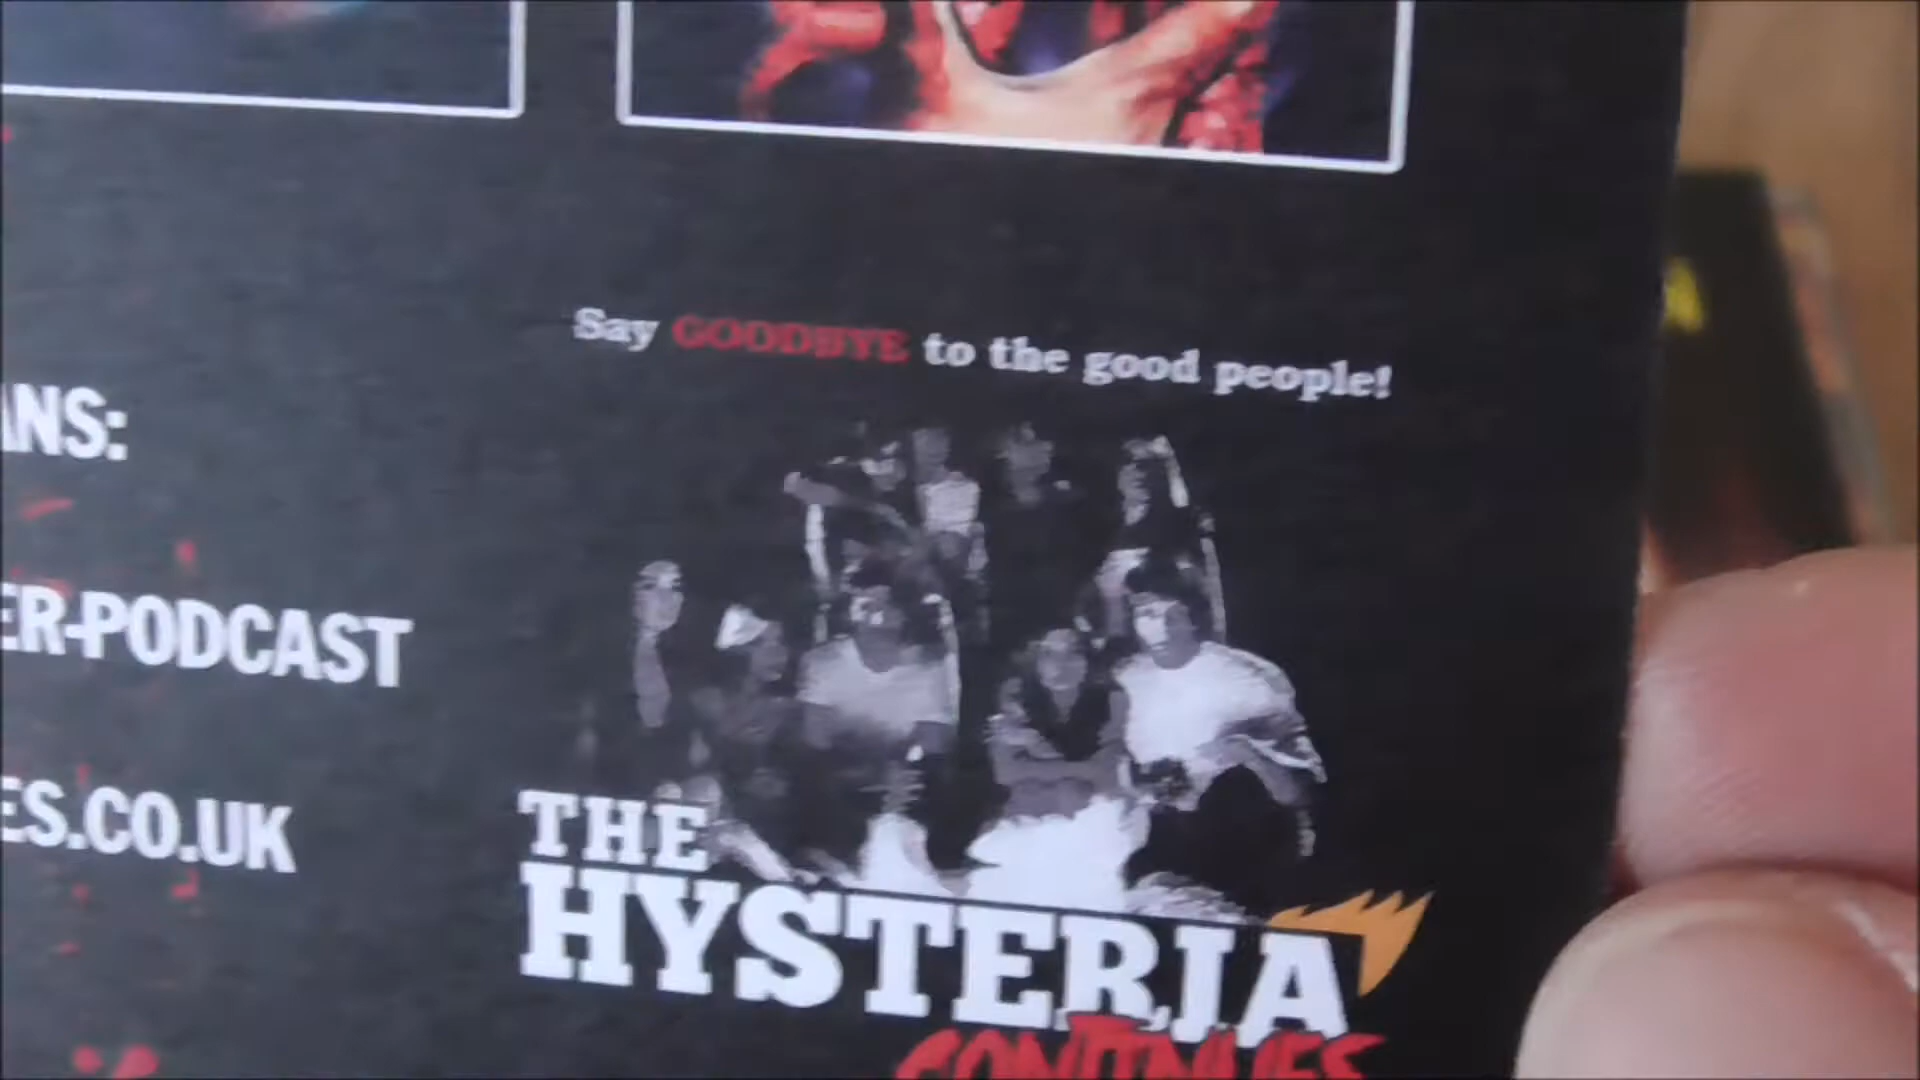 Say GOODBYE to the good people!
ANS:
ER-PODCAST
ES.CO.UK
THE
HYSTERIA
CONTINUES